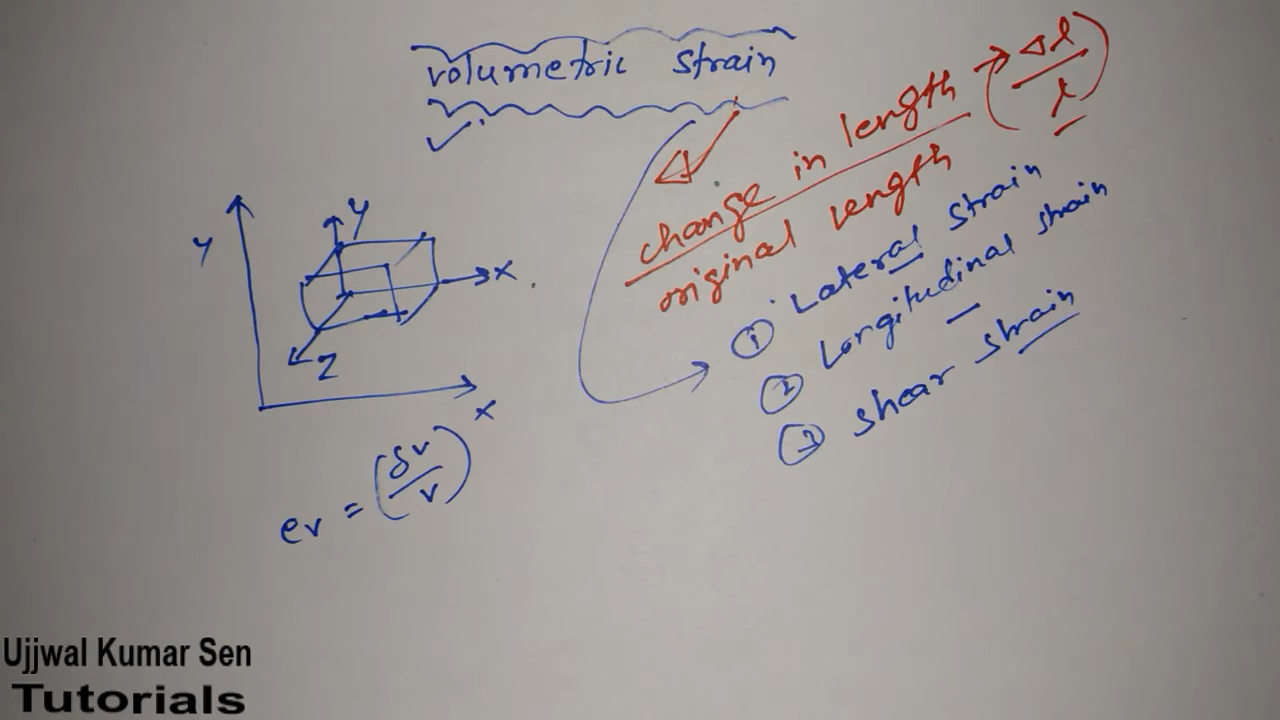 volumetric strain
change in length → (Δl
original length l)
① Lateral strain
② Longitudinal strain
③ shear strain
Y
Y
X
Z
X
ev = (δv/v)
Ujjwal Kumar Sen
Tutorials